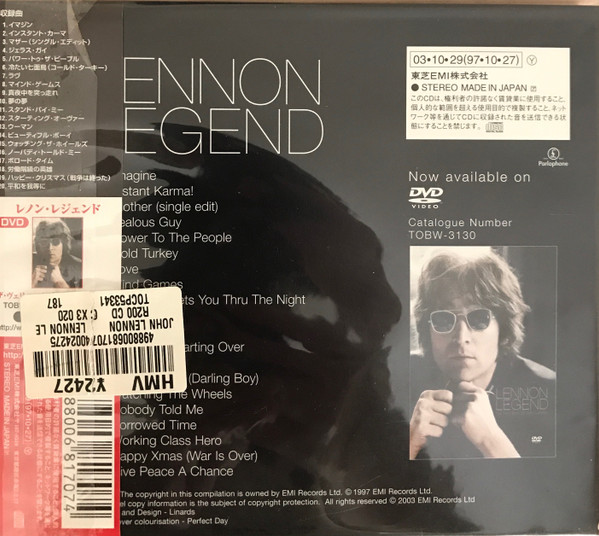 収録曲
1. イマジン
2. インスタント・カーマ
3. マザー(シングル・エディット)
4. ジェラス・ガイ
5. パワー・トゥ・ザ・ピープル
6. 冷たい七面鳥(コールド・ターキー)
7. ラヴ
8. マインド・ゲームス
9. 真夜中を突っ走れ
10. 夢の夢
11. スタンド・バイ・ミー
12. スターティング・オーヴァー
13. ウーマン
14. ビューティフル・ボーイ
15. ウォッチング・ザ・ホイールズ
16. ノーバディ・トールド・ミー
17. ボロード・タイム
18. 労働階級の英雄
19. ハッピー・クリスマス(戦争は終った)
20. 平和を我等に
レノン・レジェンド
DVD
ENNON
EGEND
magine
stant Karma!
other (single edit)
ealous Guy
ower To The People
old Turkey
ove
ind Games
ets You Thru The Night
arting Over
(Darling Boy)
atching The Wheels
obody Told Me
orrowed Time
orking Class Hero
appy Xmas (War Is Over)
ive Peace A Chance
The copyright in this compilation is owned by EMI Records Ltd. ℗ 1997 EMI Records Ltd.
el copy information is the subject of copyright protection. All rights reserved © 2003 EMI Records Ltd
and Design - Linards
over colourisation - Perfect Day
03・10・29(97・10・27) Ⓨ
東芝EMI株式会社
● STEREO MADE IN JAPAN
このCDは、権利者の許諾なく賃貸業に使用すること、
個人的な範囲を超える使用目的で複製すること、ネット
ワーク等を通じてCDに収録された音を送信できる状
態にすることを禁じます。
Parlophone
Now available on
DVD
VIDEO
Catalogue Number
TOBW-3130
LENNON
LEGEND
DVD
HMV
¥2427
4988006817074 00224275
JOHN LENNON LENNON LE
R200 CD C: X3 020
TOCP5341 187
88006817074
STEREO MADE IN JAPAN